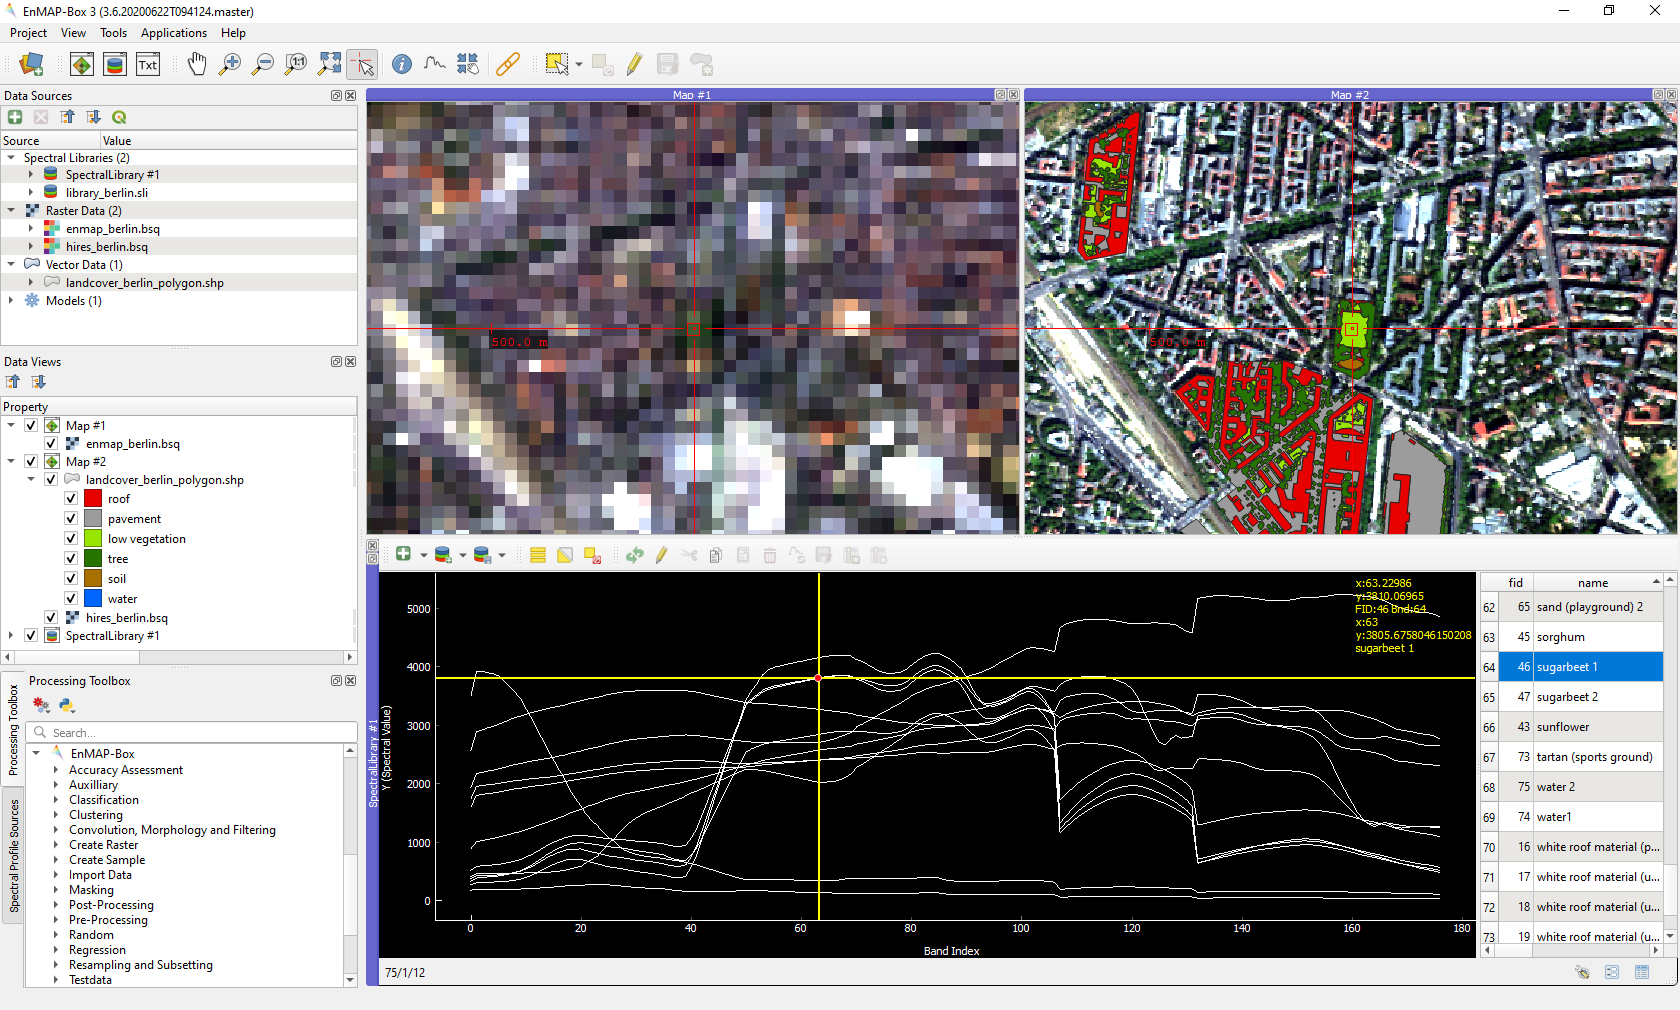 EnMAP-Box 3 (3.6.20200622T094124.master)
Project View Tools Applications Help
Txt
1:1
Data Sources
Source Value
Spectral Libraries (2)
SpectralLibrary #1
library_berlin.sli
Raster Data (2)
enmap_berlin.bsq
hires_berlin.bsq
Vector Data (1)
landcover_berlin_polygon.shp
Models (1)
Data Views
Property
Map #1
enmap_berlin.bsq
Map #2
landcover_berlin_polygon.shp
roof
pavement
low vegetation
tree
soil
water
hires_berlin.bsq
SpectralLibrary #1
Processing Toolbox
Processing Toolbox
Spectral Profile Sources
Search...
EnMAP-Box
Accuracy Assessment
Auxilliary
Classification
Clustering
Convolution, Morphology and Filtering
Create Raster
Create Sample
Import Data
Masking
Post-Processing
Pre-Processing
Random
Regression
Resampling and Subsetting
Testdata
Map #1
500.0 m
Map #2
500.0 m
SpectralLibrary #1
Y (Spectral Value)
5000
4000
3000
2000
1000
0
0 20 40 60 80 100 120 140 160 180
Band Index
x:63.22986
y:3810.06965
FID:46 Bnd:64
x:63
y:3805.6758046150208
sugarbeet 1
fid name
62 65 sand (playground) 2
63 45 sorghum
64 46 sugarbeet 1
65 47 sugarbeet 2
66 43 sunflower
67 73 tartan (sports ground)
68 75 water 2
69 74 water1
70 16 white roof material (p...
71 17 white roof material (u...
72 18 white roof material (u...
73 19 white roof material (u...
75/1/12